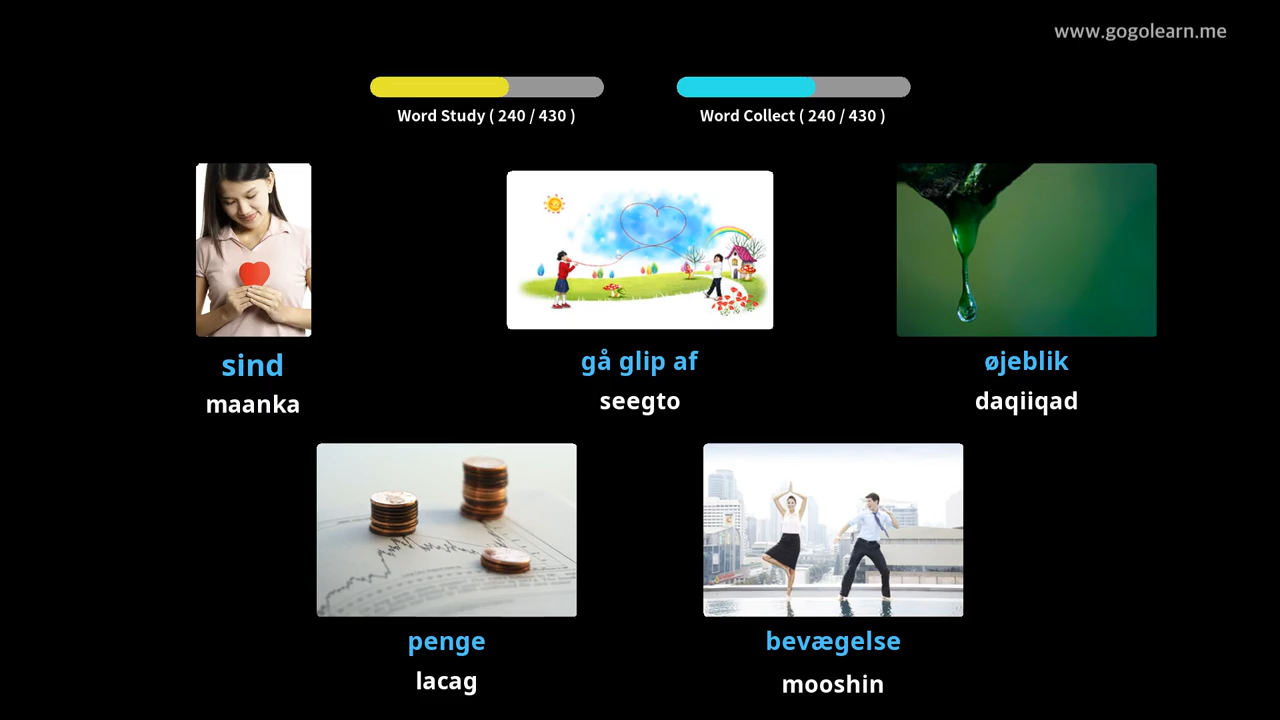 www.gogolearn.me
Word Study ( 240 / 430 )
Word Collect ( 240 / 430 )
sind
maanka
gå glip af
seegto
øjeblik
daqiiqad
penge
lacag
bevægelse
mooshin